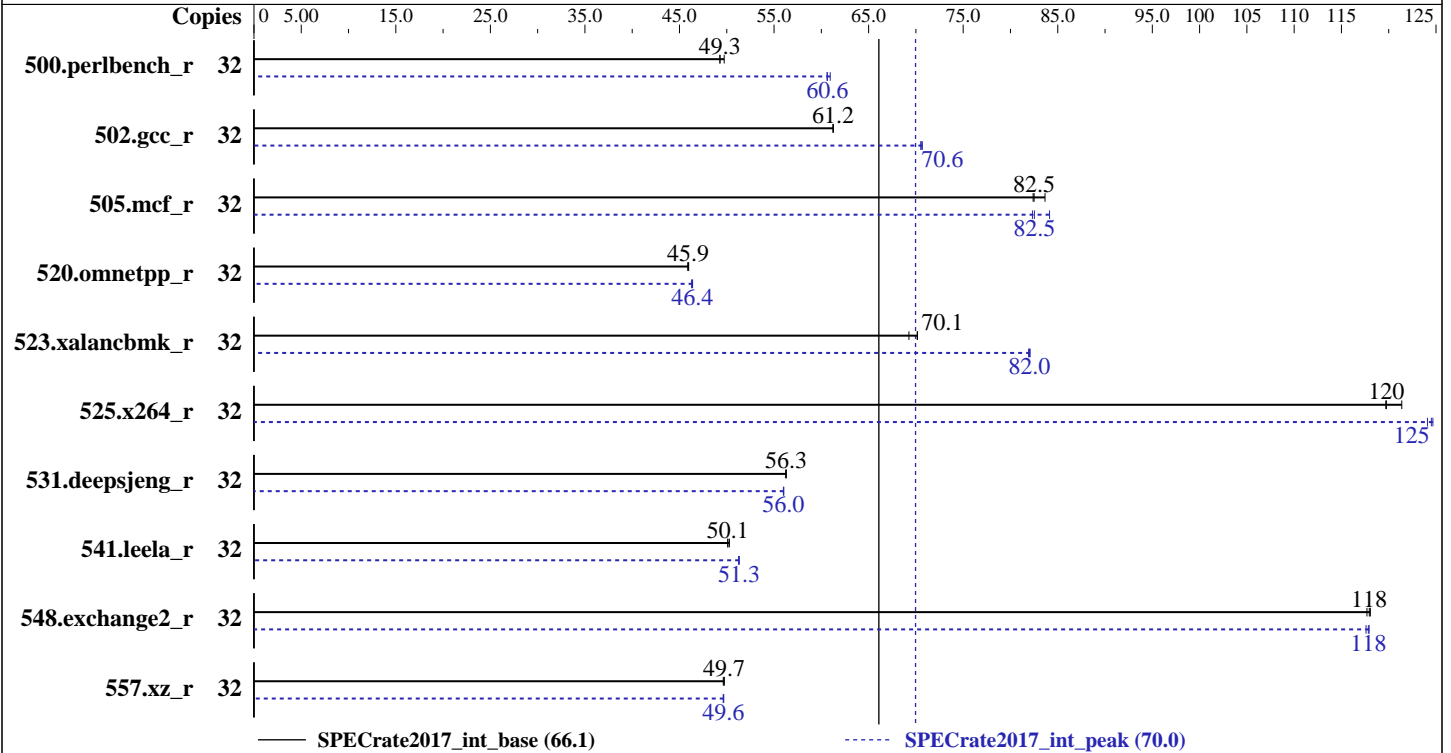 Copies 0 5.00 15.0 25.0 35.0 45.0 55.0 65.0 75.0 85.0 95.0 100 105 110 115 125
500.perlbench_r 32 49.3
60.6
502.gcc_r 32 61.2
70.6
505.mcf_r 32 82.5
82.5
520.omnetpp_r 32 45.9
46.4
523.xalancbmk_r 32 70.1
82.0
525.x264_r 32 120
125
531.deepsjeng_r 32 56.3
56.0
541.leela_r 32 50.1
51.3
548.exchange2_r 32 118
118
557.xz_r 32 49.7
49.6
SPECrate2017_int_base (66.1) SPECrate2017_int_peak (70.0)